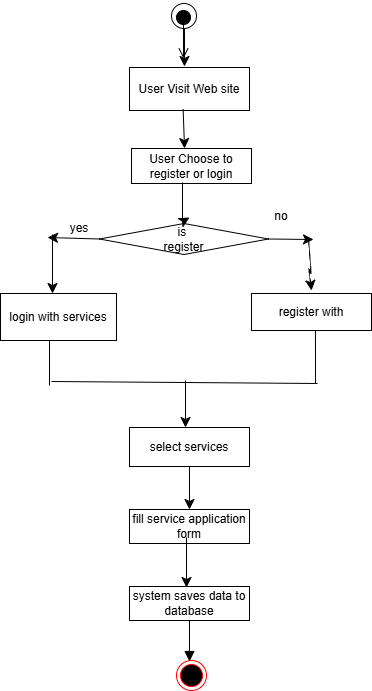 User Visit Web site
User Choose to
register or login
yes
no
is
register
login with services
register with
select services
fill service application
form
system saves data to
database